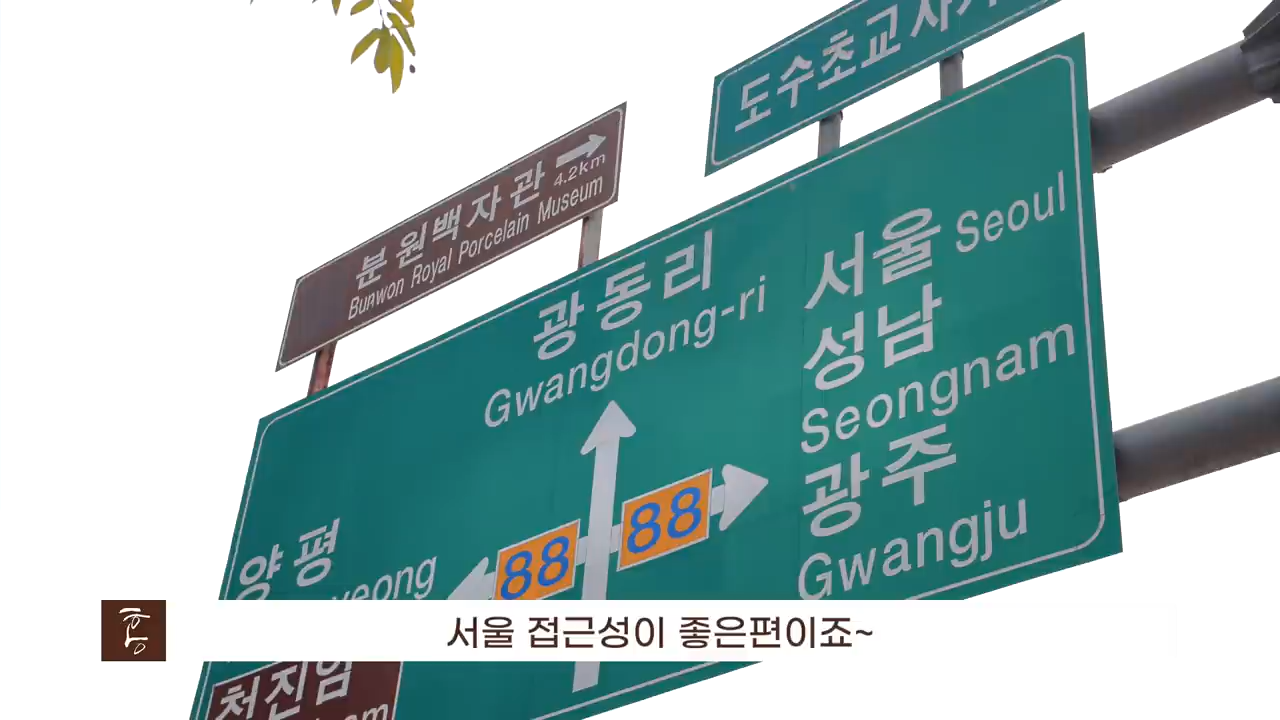 도수초교사거
분원백자관 4.2km
Bunwon Royal Porcelain Museum
광동리
Gwangdong-ri
서울 Seoul
성남
Seongnam
광주
Gwangju
88
88
양평
yeong
서울 접근성이 좋은편이죠~
천진암
am